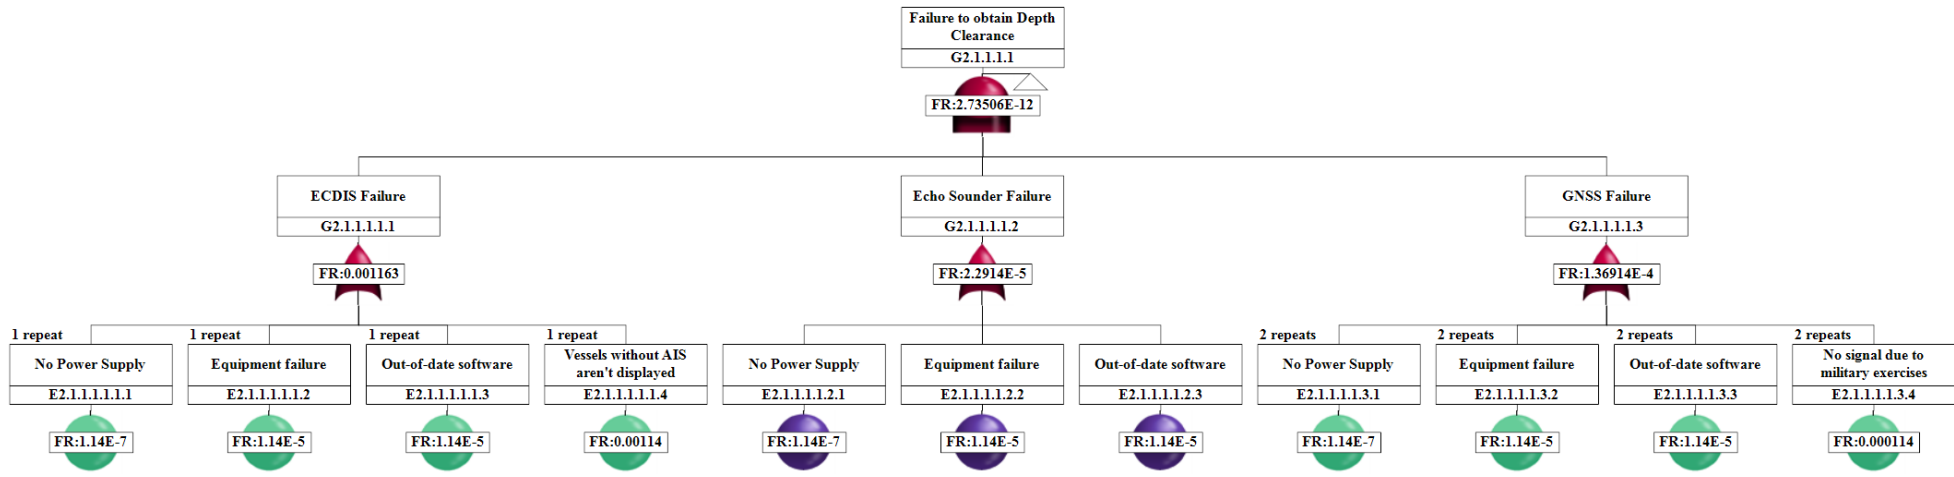 Failure to obtain Depth
Clearance
G2.1.1.1.1
FR:2.73506E-12
ECDIS Failure
G2.1.1.1.1.1
FR:0.001163
Echo Sounder Failure
G2.1.1.1.1.2
FR:2.2914E-5
GNSS Failure
G2.1.1.1.1.3
FR:1.36914E-4
1 repeat
No Power Supply
E2.1.1.1.1.1.1
FR:1.14E-7
1 repeat
Equipment failure
E2.1.1.1.1.1.2
FR:1.14E-5
1 repeat
Out-of-date software
E2.1.1.1.1.1.3
FR:1.14E-5
1 repeat
Vessels without AIS
aren't displayed
E2.1.1.1.1.1.4
FR:0.00114
No Power Supply
E2.1.1.1.1.2.1
FR:1.14E-7
Equipment failure
E2.1.1.1.1.2.2
FR:1.14E-5
Out-of-date software
E2.1.1.1.1.2.3
FR:1.14E-5
2 repeats
No Power Supply
E2.1.1.1.1.3.1
FR:1.14E-7
2 repeats
Equipment failure
E2.1.1.1.1.3.2
FR:1.14E-5
2 repeats
Out-of-date software
E2.1.1.1.1.3.3
FR:1.14E-5
2 repeats
No signal due to
military exercises
E2.1.1.1.1.3.4
FR:0.000114